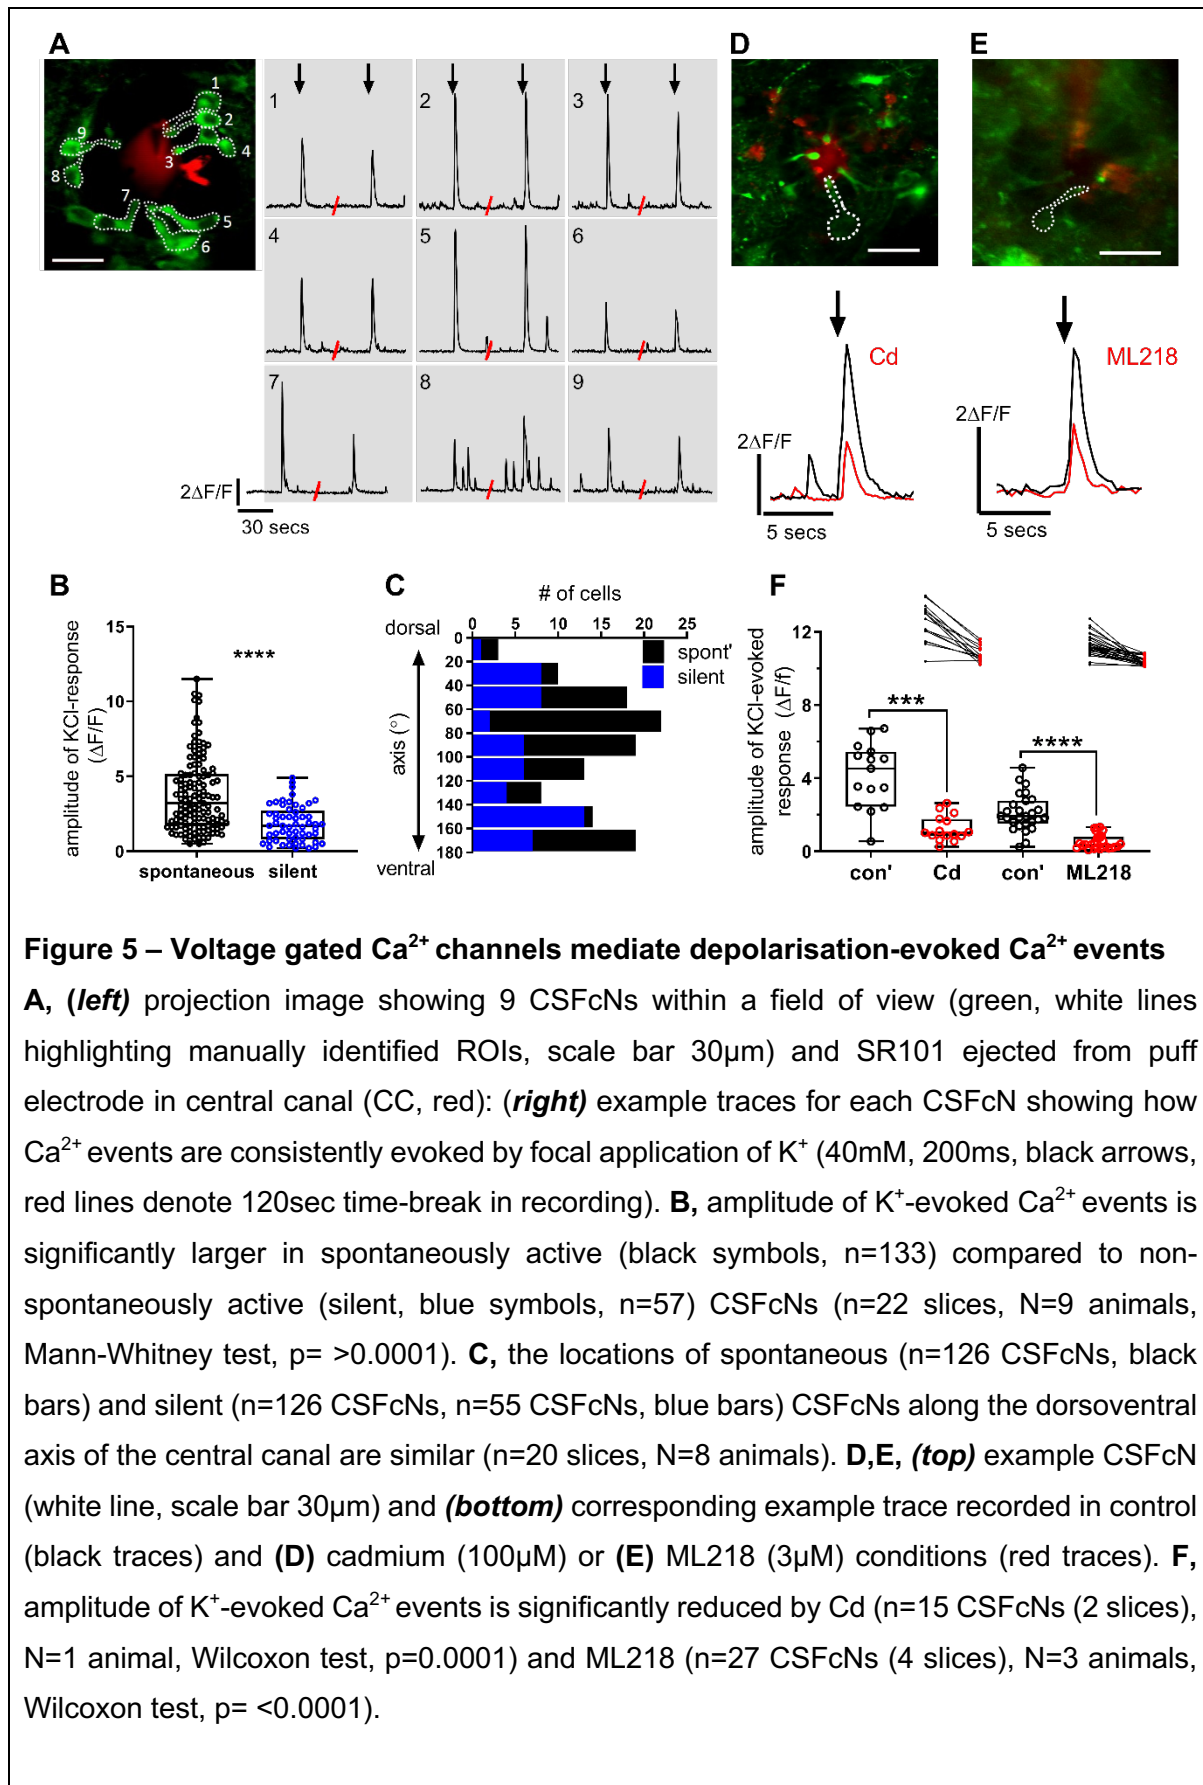 A
1
2
3
4
5
6
7
8
9
1
2
3
4
5
6
7
8
9
2ΔF/F
30 secs
D
Cd
2ΔF/F
5 secs
E
ML218
2ΔF/F
5 secs
B
amplitude of KCl-response
(ΔF/F)
15
10
5
0
****
spontaneous silent
C
# of cells
dorsal
0 5 10 15 20 25
0
20
40
60
80
100
120
140
160
180
axis (°)
ventral
spont'
silent
F
amplitude of KCl-evoked
response (ΔF/f)
12
8
4
0
***
****
con' Cd con' ML218
Figure 5 – Voltage gated Ca²⁺ channels mediate depolarisation-evoked Ca²⁺ events
A, (left) projection image showing 9 CSFcNs within a field of view (green, white lines
highlighting manually identified ROIs, scale bar 30µm) and SR101 ejected from puff
electrode in central canal (CC, red): (right) example traces for each CSFcN showing how
Ca²⁺ events are consistently evoked by focal application of K⁺ (40mM, 200ms, black arrows,
red lines denote 120sec time-break in recording). B, amplitude of K⁺-evoked Ca²⁺ events is
significantly larger in spontaneously active (black symbols, n=133) compared to non-
spontaneously active (silent, blue symbols, n=57) CSFcNs (n=22 slices, N=9 animals,
Mann-Whitney test, p= >0.0001). C, the locations of spontaneous (n=126 CSFcNs, black
bars) and silent (n=126 CSFcNs, n=55 CSFcNs, blue bars) CSFcNs along the dorsoventral
axis of the central canal are similar (n=20 slices, N=8 animals). D,E, (top) example CSFcN
(white line, scale bar 30µm) and (bottom) corresponding example trace recorded in control
(black traces) and (D) cadmium (100µM) or (E) ML218 (3µM) conditions (red traces). F,
amplitude of K⁺-evoked Ca²⁺ events is significantly reduced by Cd (n=15 CSFcNs (2 slices),
N=1 animal, Wilcoxon test, p=0.0001) and ML218 (n=27 CSFcNs (4 slices), N=3 animals,
Wilcoxon test, p= <0.0001).